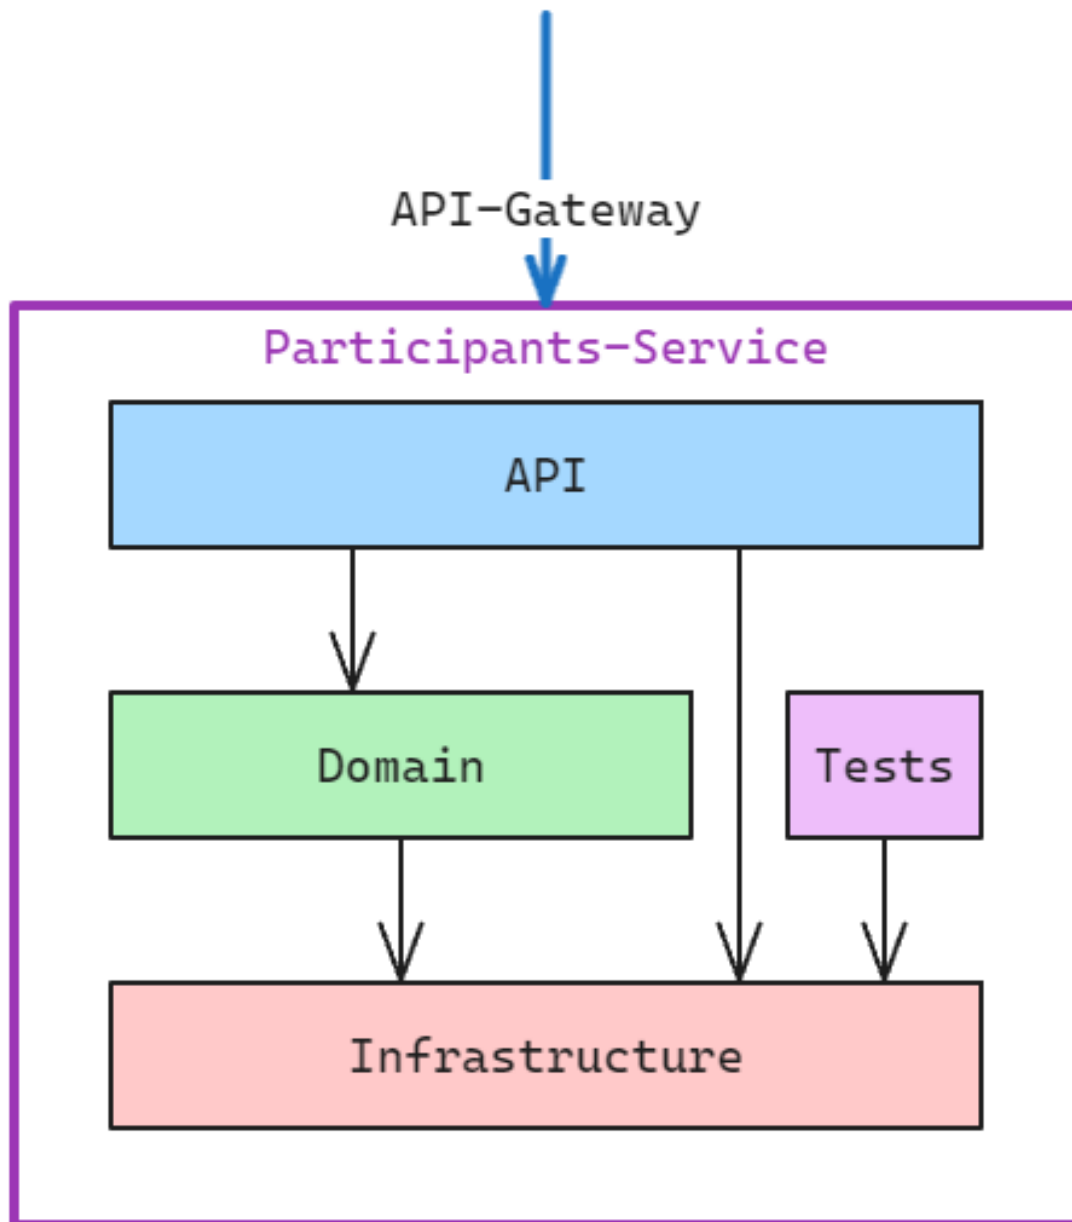 API-Gateway
Participants-Service
API
Domain
Tests
Infrastructure